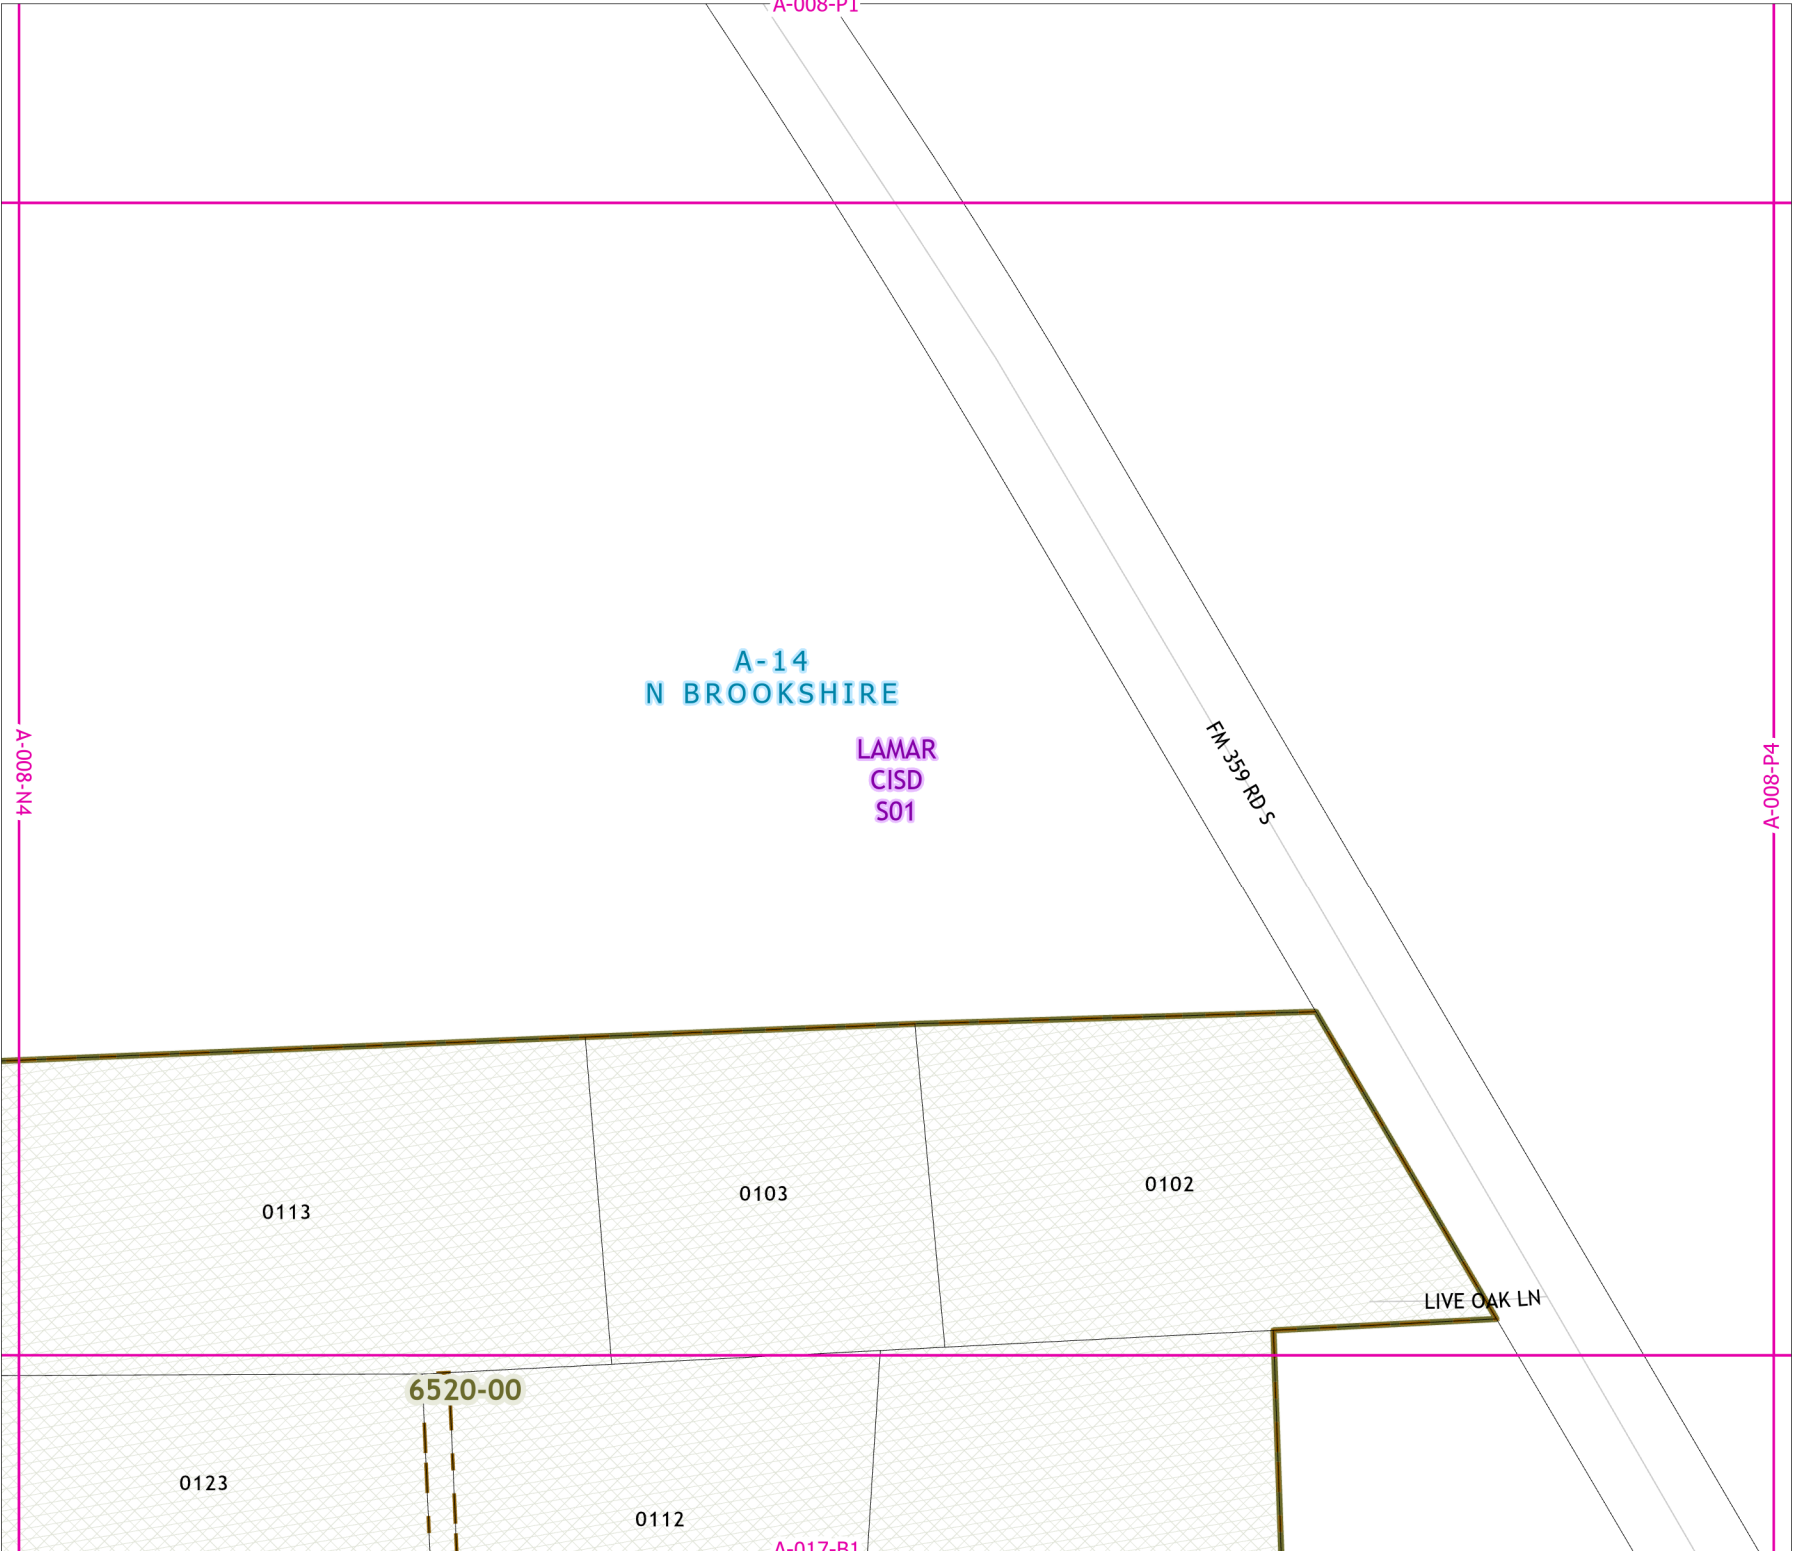 A-008-P1
A-14
N BROOKSHIRE
LAMAR
CISD
S01
A-008-N4
FM 359 RD S
A-008-P4
0113
0103
0102
LIVE OAK LN
6520-00
0123
0112
A-017-B1